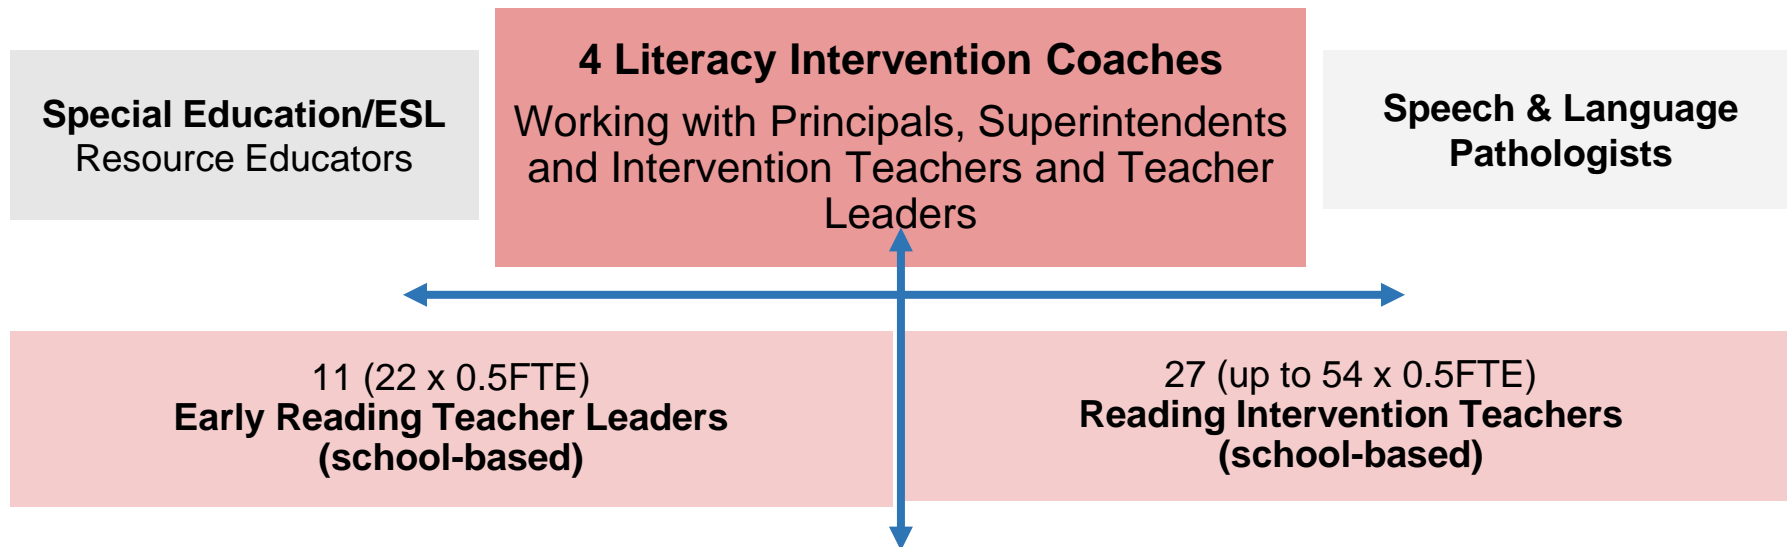 Special Education/ESL
Resource Educators
4 Literacy Intervention Coaches
Working with Principals, Superintendents
and Intervention Teachers and Teacher
Leaders
Speech & Language
Pathologists
11 (22 x 0.5FTE)
Early Reading Teacher Leaders
(school-based)
27 (up to 54 x 0.5FTE)
Reading Intervention Teachers
(school-based)